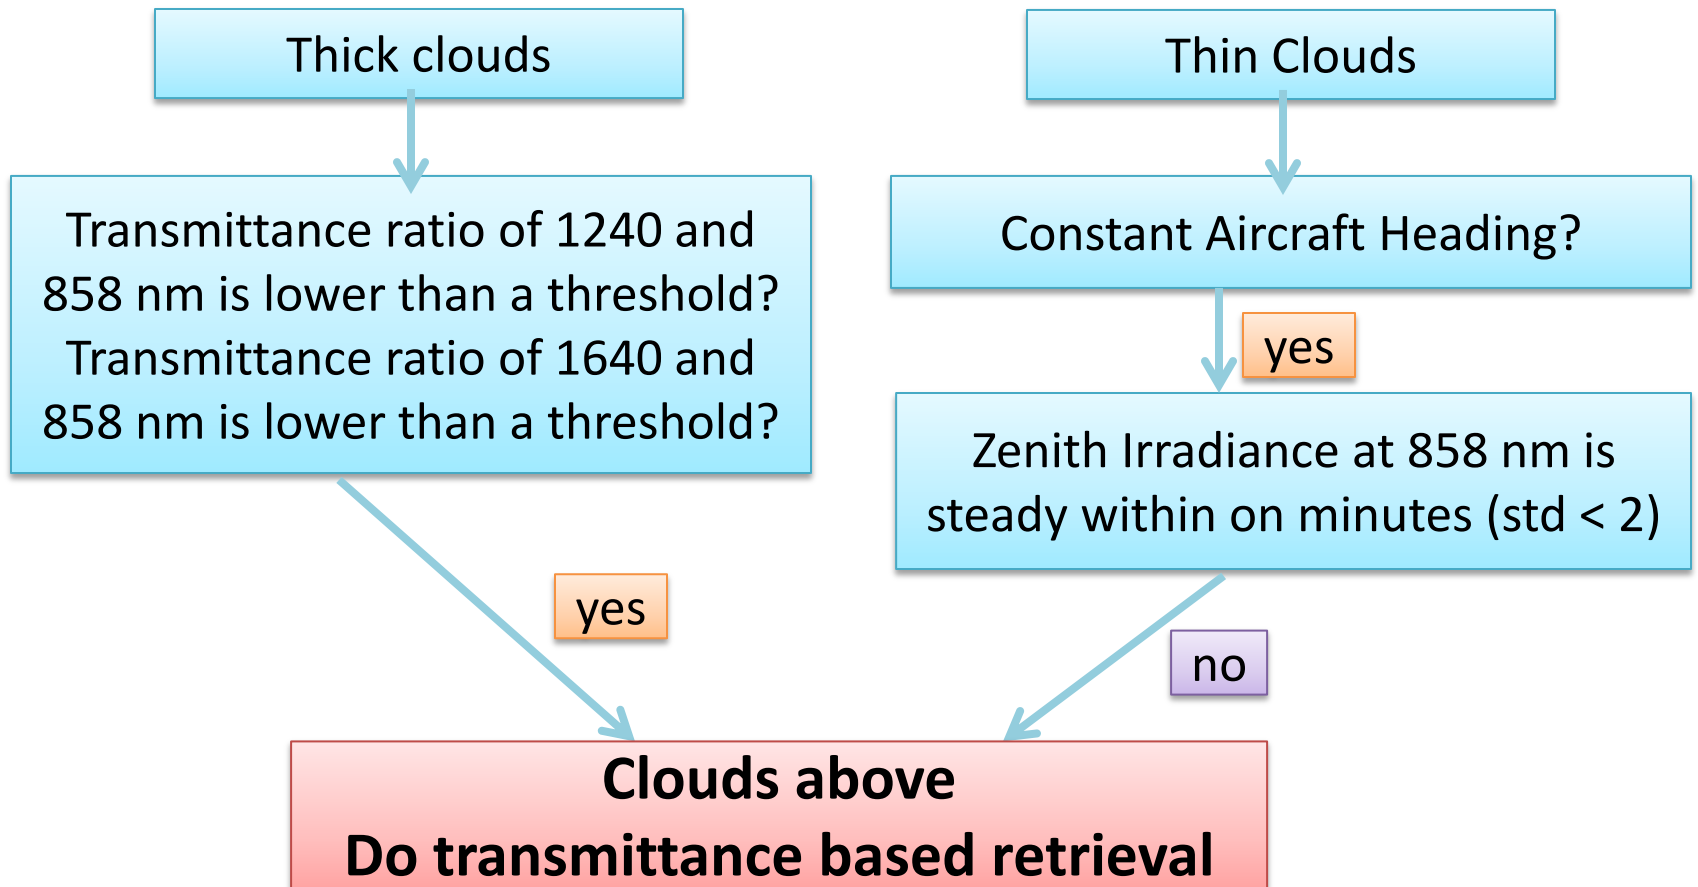 Thick clouds
Thin Clouds
Transmittance ratio of 1240 and
858 nm is lower than a threshold?
Transmittance ratio of 1640 and
858 nm is lower than a threshold?
Constant Aircraft Heading?
yes
Zenith Irradiance at 858 nm is
steady within on minutes (std < 2)
yes
no
Clouds above
Do transmittance based retrieval